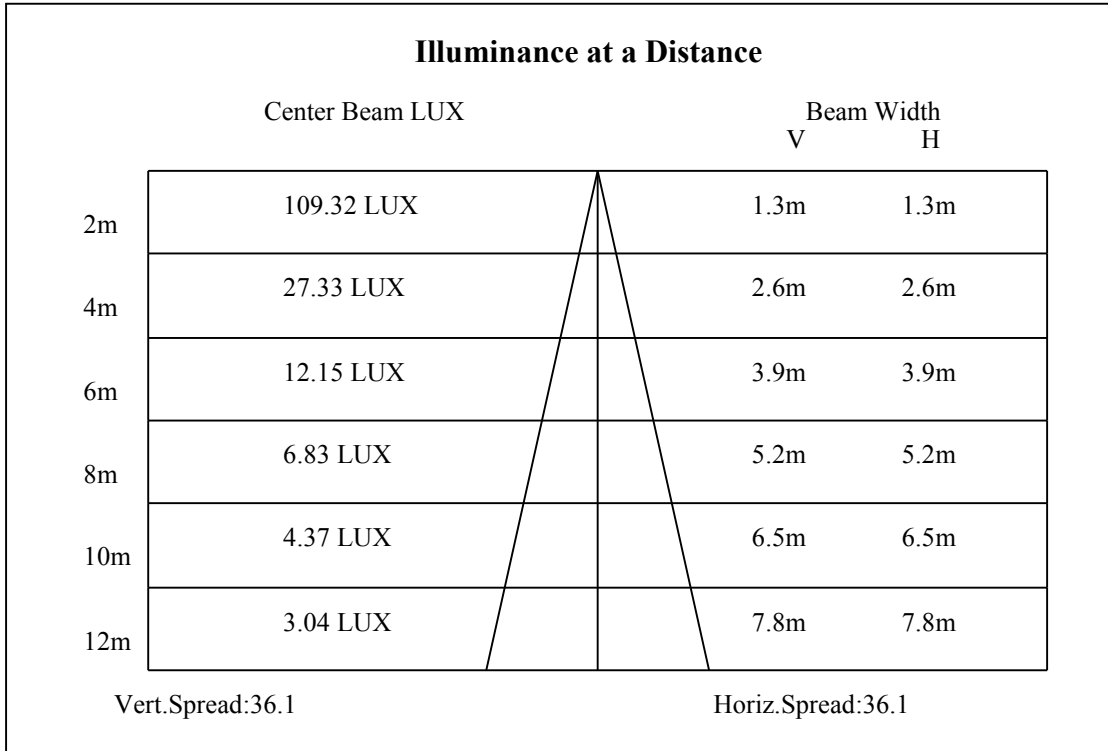 Illuminance at a Distance
Center Beam LUX Beam Width
V H
2m 109.32 LUX 1.3m 1.3m
4m 27.33 LUX 2.6m 2.6m
6m 12.15 LUX 3.9m 3.9m
8m 6.83 LUX 5.2m 5.2m
10m 4.37 LUX 6.5m 6.5m
12m 3.04 LUX 7.8m 7.8m
Vert.Spread:36.1 Horiz.Spread:36.1